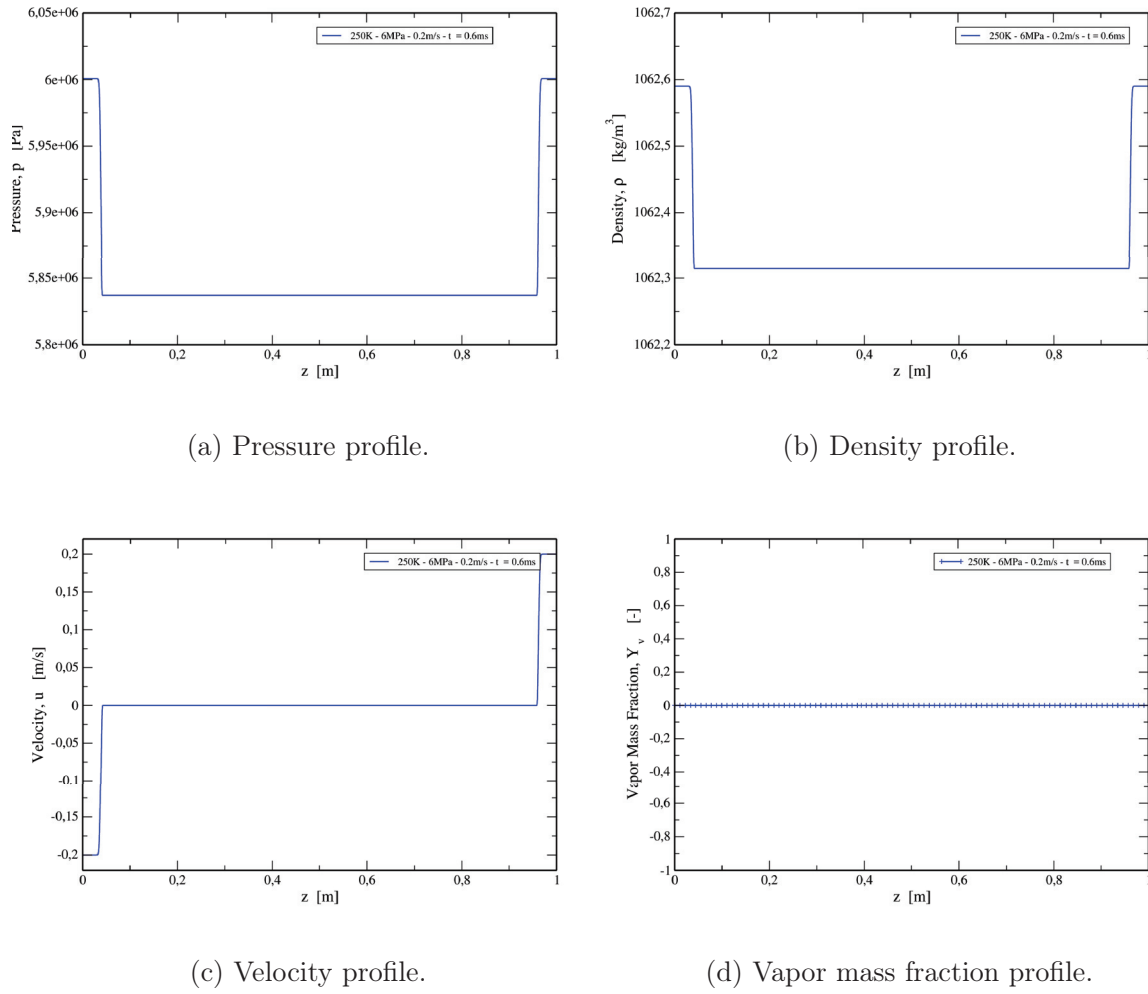 6,05e+06
6e+06
5,95e+06
5,9e+06
5,85e+06
5,8e+06
Pressure, p [Pa]
250K - 6MPa - 0.2m/s - t = 0.6ms
0 0,2 0,4 0,6 0,8 1
z [m]
(a) Pressure profile.
1062,7
1062,6
1062,5
1062,4
1062,3
1062,2
Density, ρ [kg/m³]
250K - 6MPa - 0.2m/s - t = 0.6ms
0 0,2 0,4 0,6 0,8 1
z [m]
(b) Density profile.
0,2
0,15
0,1
0,05
0
-0,05
-0,1
-0,15
-0,2
Velocity, u [m/s]
250K - 6MPa - 0.2m/s - t = 0.6ms
0 0,2 0,4 0,6 0,8 1
z [m]
(c) Velocity profile.
1
0,8
0,6
0,4
0,2
0
-0,2
-0,4
-0,6
-0,8
-1
Vapor Mass Fraction, Y_v [-]
250K - 6MPa - 0.2m/s - t = 0.6ms
0 0,2 0,4 0,6 0,8 1
z [m]
(d) Vapor mass fraction profile.